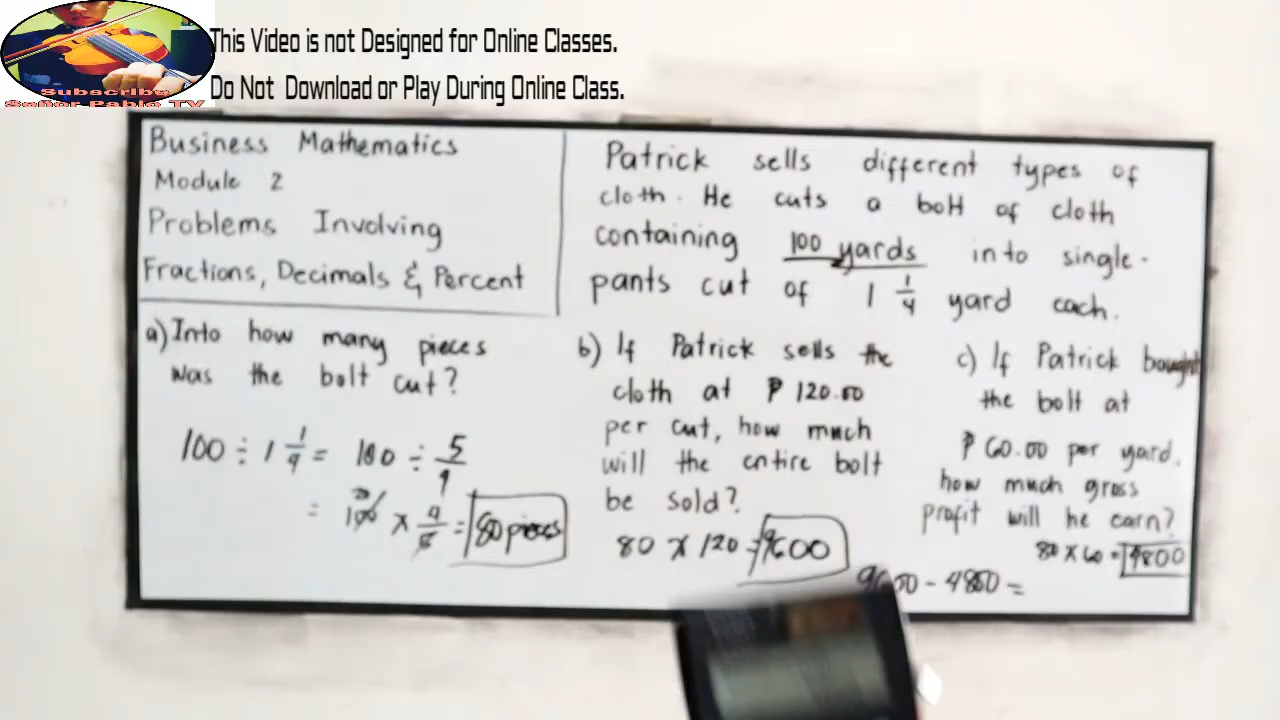 This Video is not Designed for Online Classes.
Do Not Download or Play During Online Class.
Subscribe
Señor Pablo TV
Business Mathematics
Module 2
Problems Involving
Fractions, Decimals & Percent
Patrick sells different types of
cloth. He cuts a bolt of cloth
containing 100 yards into single-
pants cut of 1 1/4 yard each.
a) Into how many pieces
was the bolt cut?
100 ÷ 1 1/4 = 100 ÷ 5/4
= 100 x 4/5 = 80 pieces
b) If Patrick sells the
cloth at ₱ 120.00
per cut, how much
will the entire bolt
be sold?
80 x 120 = 9600
c) If Patrick bought
the bolt at
₱ 60.00 per yard.
how much gross
profit will he earn?
80 x 60 = 4800
9600 - 4800 =